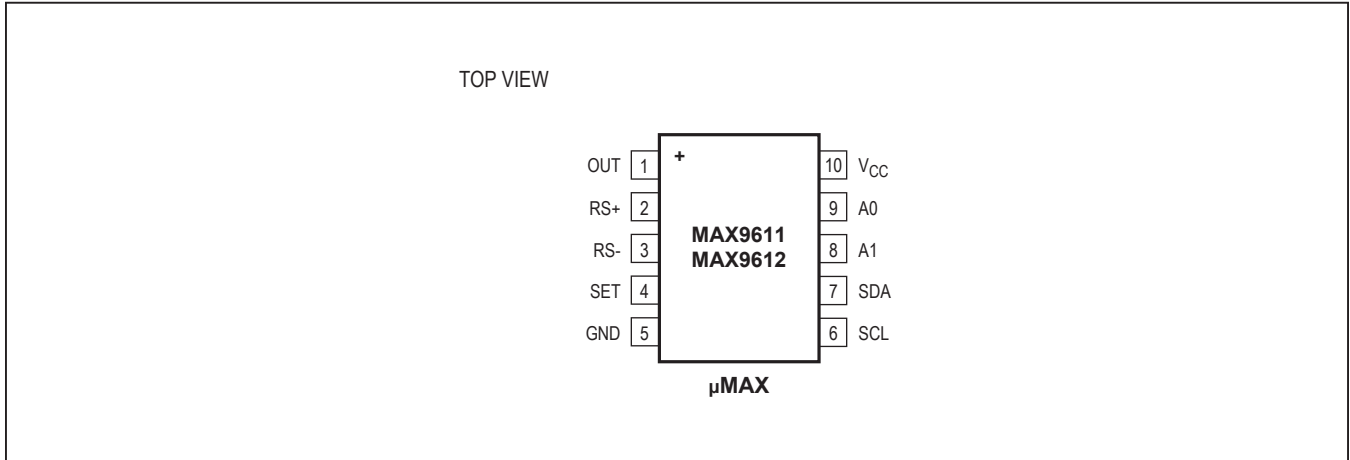 TOP VIEW
OUT 1 + 10 VCC
RS+ 2 9 A0
MAX9611
RS- 3 8 A1
MAX9612
SET 4 7 SDA
GND 5 6 SCL
µMAX